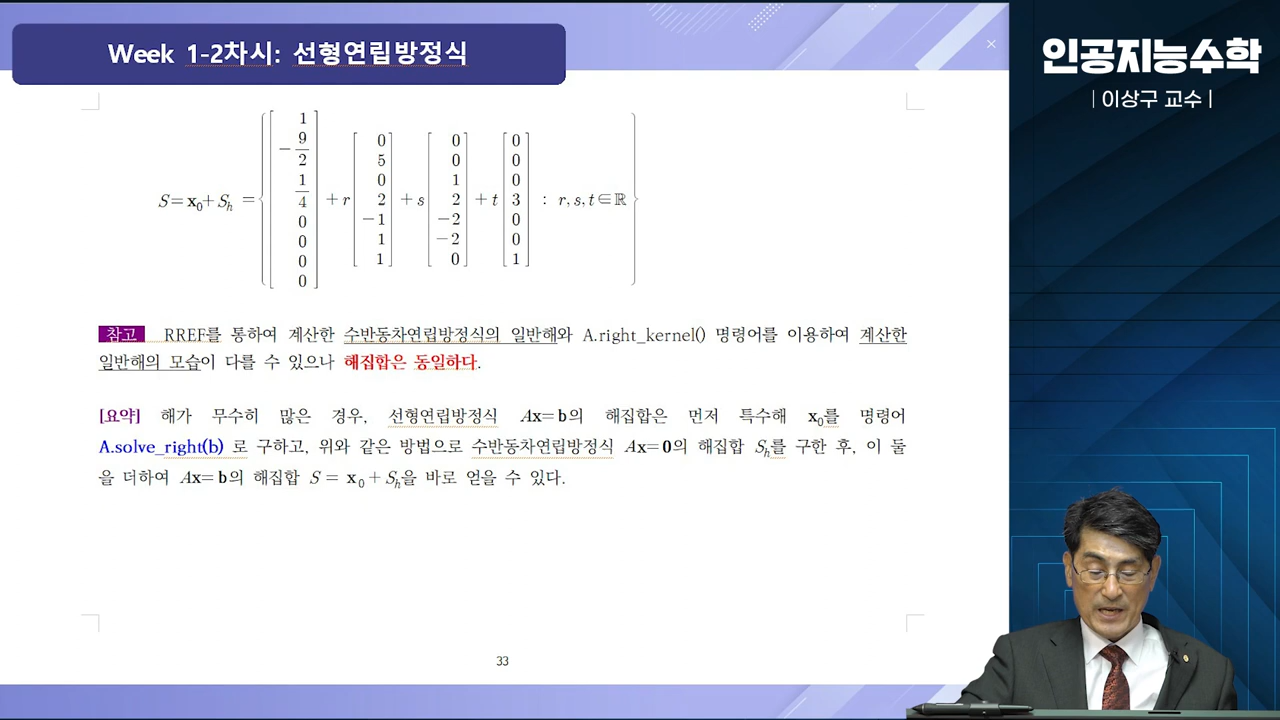 Week 1-2차시: 선형연립방정식
인공지능수학
| 이상구 교수 |
S = x₀ + Sₕ = { [1, -9/2, 1/4, 0, 0, 0, 0] + r [0, 5, 0, 2, -1, 1, 1] + s [0, 0, 1, 2, -2, -2, 0] + t [0, 0, 0, 3, 0, 0, 1] : r, s, t ∈ ℝ }
참고 RREF를 통하여 계산한 수반동차연립방정식의 일반해와 A.right_kernel() 명령어를 이용하여 계산한
일반해의 모습이 다를 수 있으나 해집합은 동일하다.
[요약] 해가 무수히 많은 경우, 선형연립방정식 Ax=b의 해집합은 먼저 특수해 x₀를 명령어
A.solve_right(b) 로 구하고, 위와 같은 방법으로 수반동차연립방정식 Ax=0의 해집합 Sₕ를 구한 후, 이 둘
을 더하여 Ax=b의 해집합 S = x₀ + Sₕ을 바로 얻을 수 있다.
33